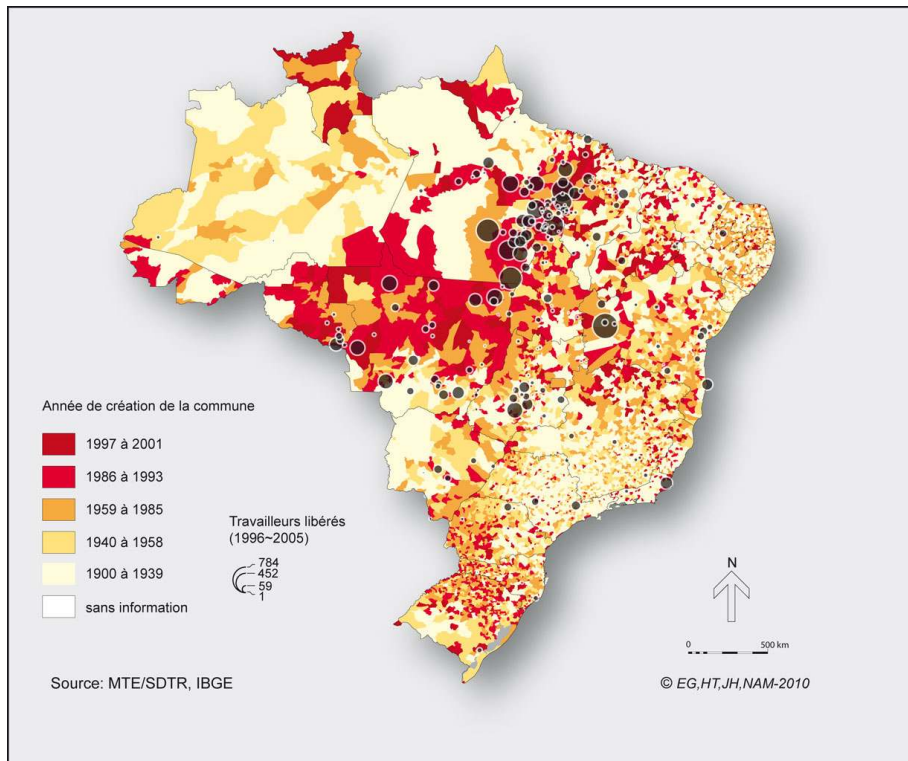 Année de création de la commune
1997 à 2001
1986 à 1993
1959 à 1985
1940 à 1958
1900 à 1939
sans information
Travailleurs libérés
(1996~2005)
784
452
59
1
N
0 500 km
Source: MTE/SDTR, IBGE
© EG,HT,JH,NAM-2010